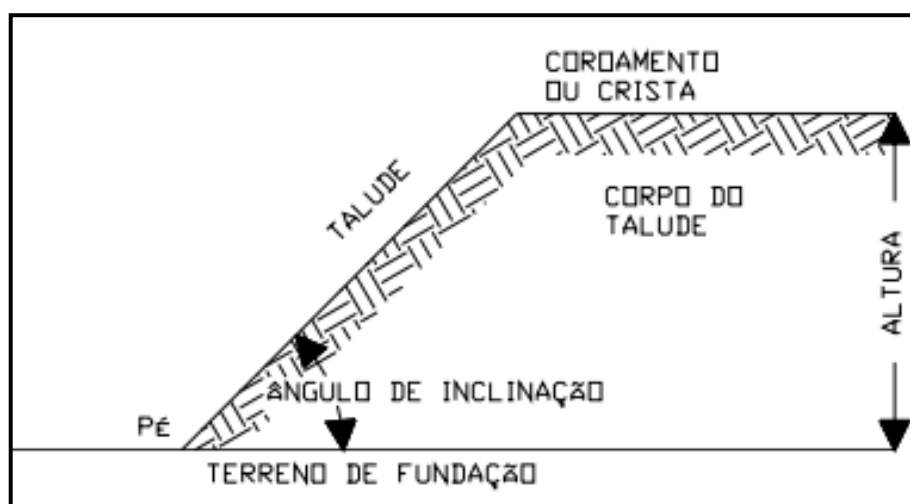 COROAMENTO
OU CRISTA
TALUDE
CORPO DO
TALUDE
ALTURA
ÂNGULO DE INCLINAÇÃO
PÉ
TERRENO DE FUNDAÇÃO